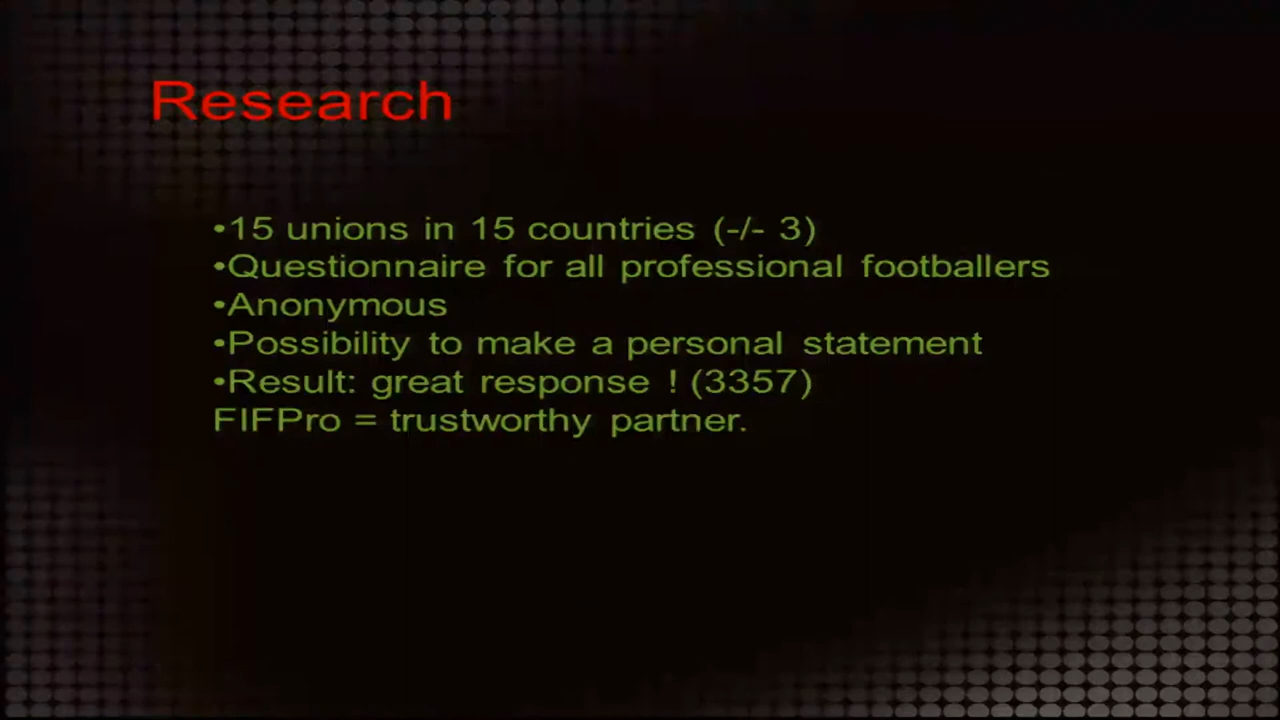 Research
•15 unions in 15 countries (-/- 3)
•Questionnaire for all professional footballers
•Anonymous
•Possibility to make a personal statement
•Result: great response ! (3357)
FIFPro = trustworthy partner.